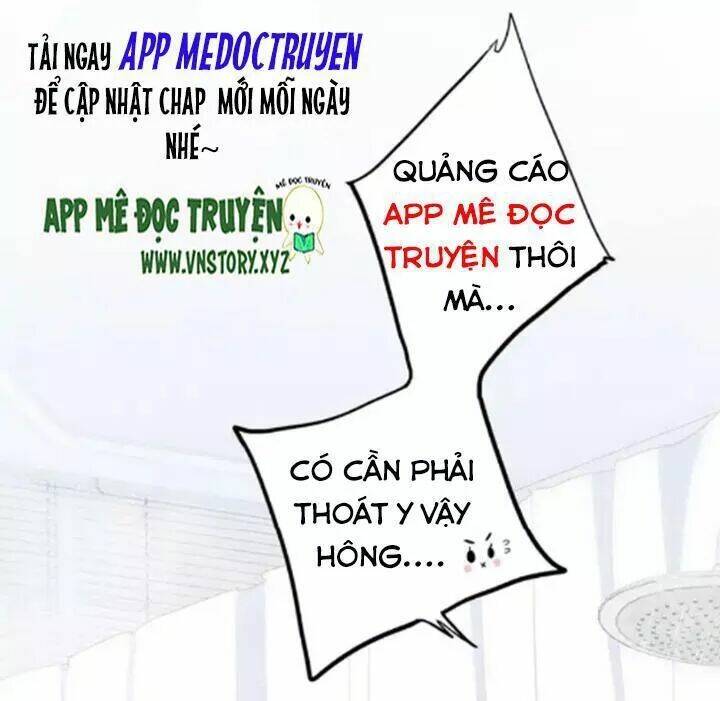 TẢI NGAY APP MEDOCTRUYEN
ĐỂ CẬP NHẬT CHAP MỚI MỖI NGÀY
NHÉ~
MÊ ĐỌC TRUYỆN
APP MÊ ĐỌC TRUYỆN
WWW.VNSTORY.XYZ
QUẢNG CÁO
APP MÊ ĐỌC
TRUYỆN THÔI
MÀ...
CÓ CẦN PHẢI
THOÁT Y VẬY
HÔNG....